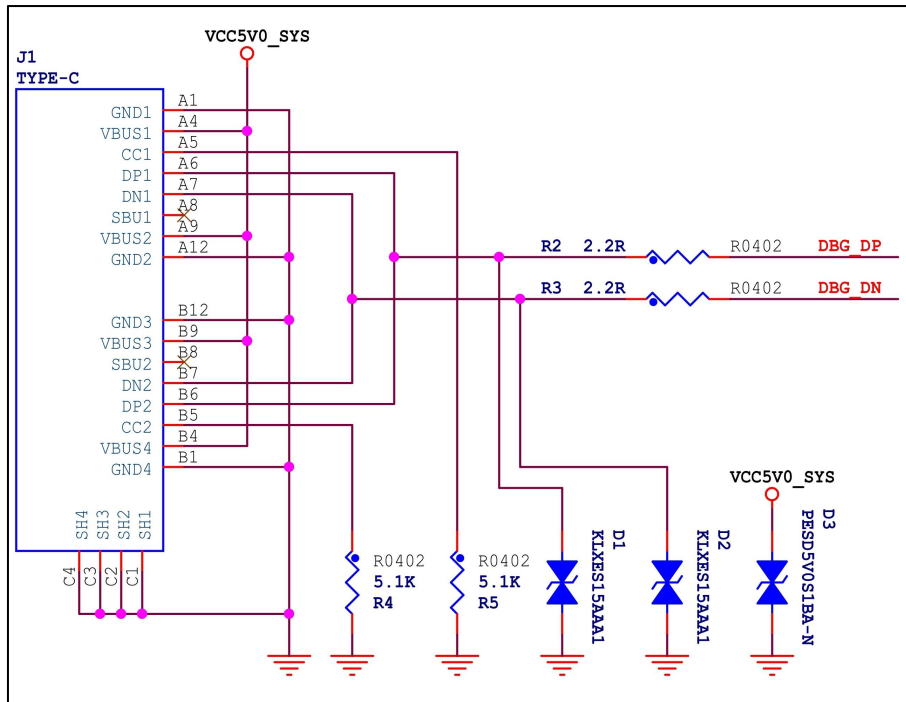 VCC5V0_SYS
J1
TYPE-C
GND1 A1
VBUS1 A4
CC1 A5
DP1 A6
DN1 A7
SBU1 A8
VBUS2 A9
GND2 A12
R2 2.2R R0402 DBG_DP
R3 2.2R R0402 DBG_DN
GND3 B12
VBUS3 B9
SBU2 B8
DN2 B7
DP2 B6
CC2 B5
VBUS4 B4
GND4 B1
SH4 SH3 SH2 SH1
C4 C3 C2 C1
R0402
5.1K
R4
R0402
5.1K
R5
D1
KLXES15AAA1
D2
KLXES15AAA1
VCC5V0_SYS
D3
PESD5V0S1BA-N